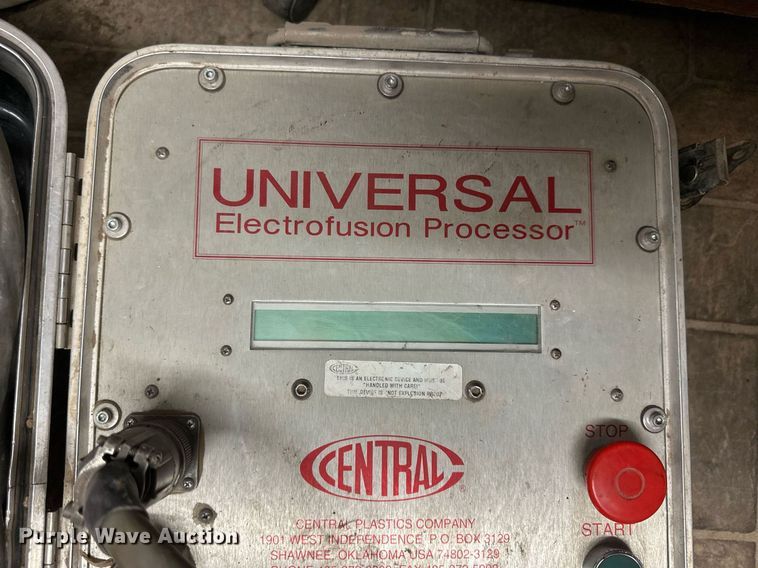 UNIVERSAL
Electrofusion Processor™
CENTRAL
THIS IS AN ELECTRONIC DEVICE AND MUST BE
"HANDLED WITH CARE"
THIS DEVICE IS "NOT EXPLOSION
STOP
CENTRAL®
CENTRAL PLASTICS COMPANY
1901 WEST INDEPENDENCE P.O. BOX 3129
START
SHAWNEE, OKLAHOMA USA 74802-3129
Purple Wave Auction